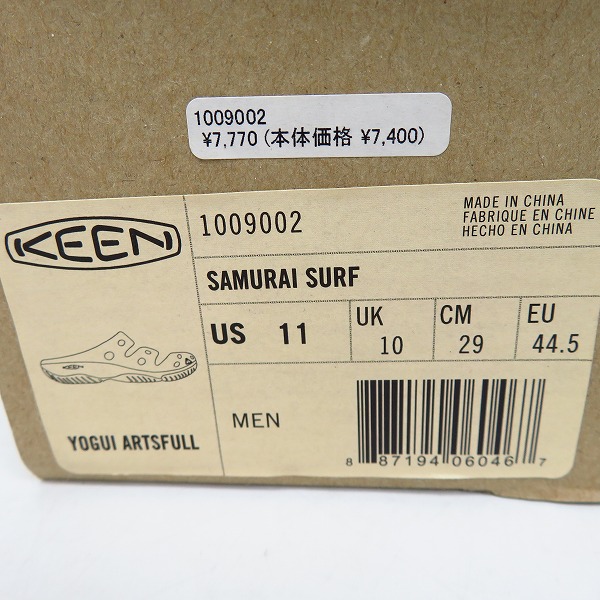 1009002
¥7,770 (本体価格 ¥7,400)
KEEN
1009002
MADE IN CHINA
FABRIQUE EN CHINE
HECHO EN CHINA
SAMURAI SURF
US 11
UK 10
CM 29
EU 44.5
KEEN
YOGUI ARTSFULL
MEN
8 87194 06046 7